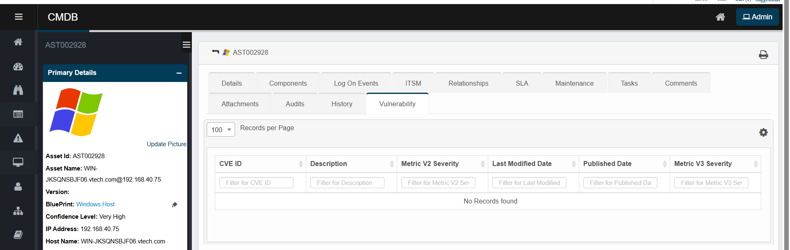 CMDB
Admin
AST002928
Primary Details
Update Picture
Asset Id: AST002928
Asset Name: WIN-
JKSQNSBJF06.vtech.com@192.168.40.75
Version:
BluePrint: Windows Host
Confidence Level: Very High
IP Address: 192.168.40.75
Host Name: WIN-JKSQNSBJF06.vtech.com
AST002928
Details Components Log On Events ITSM Relationships SLA Maintenance Tasks Comments
Attachments Audits History Vulnerability
100 Records per Page
CVE ID Description Metric V2 Severity Last Modified Date Published Date Metric V3 Severity
Filter for CVE ID Filter for Description Filter for Metric V2 Ser Filter for Last Modified Filter for Published Da Filter for Metric V3 Ser
No Records found